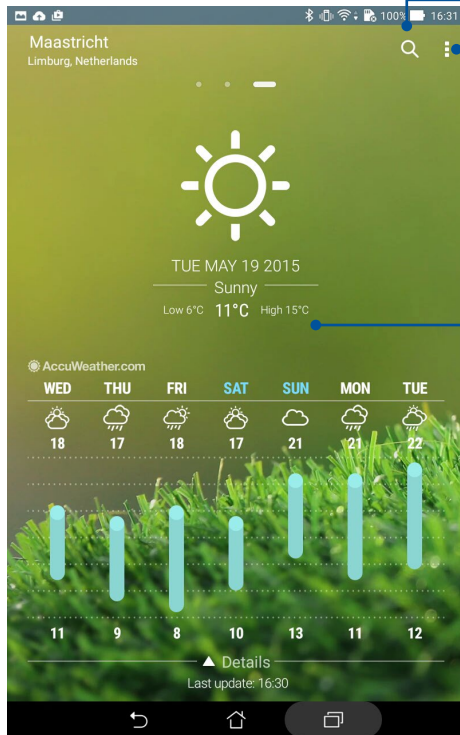 100% 16:31
Maastricht
Limburg, Netherlands
TUE MAY 19 2015
Sunny
Low 6°C 11°C High 15°C
AccuWeather.com
WED THU FRI SAT SUN MON TUE
18 17 18 17 21 21 22
11 9 8 10 13 11 12
Details
Last update: 16:30